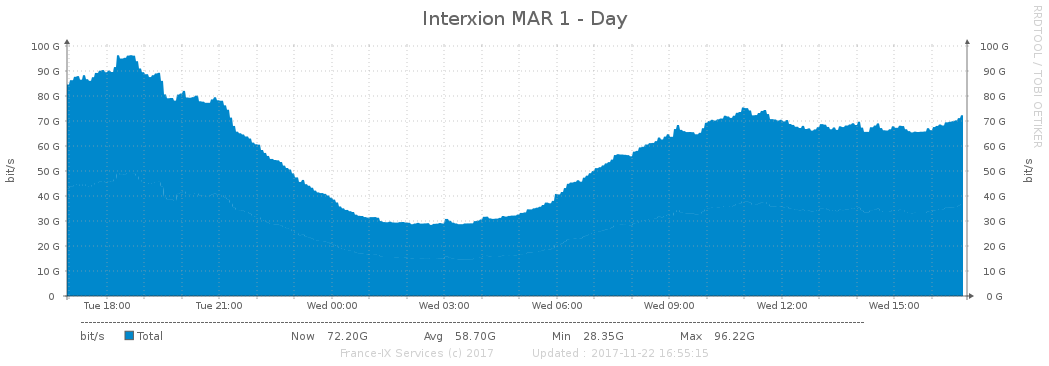 Interxion MAR 1 - Day
RRDTOOL / TOBI OETIKER
100 G 100 G
90 G 90 G
80 G 80 G
70 G 70 G
60 G 60 G
50 G 50 G
40 G 40 G
30 G 30 G
20 G 20 G
10 G 10 G
0 0 G
bit/s
bit/s
Tue 18:00 Tue 21:00 Wed 00:00 Wed 03:00 Wed 06:00 Wed 09:00 Wed 12:00 Wed 15:00
bit/s Total Now 72.20G Avg 58.70G Min 28.35G Max 96.22G
France-IX Services (c) 2017 Updated : 2017-11-22 16:55:15